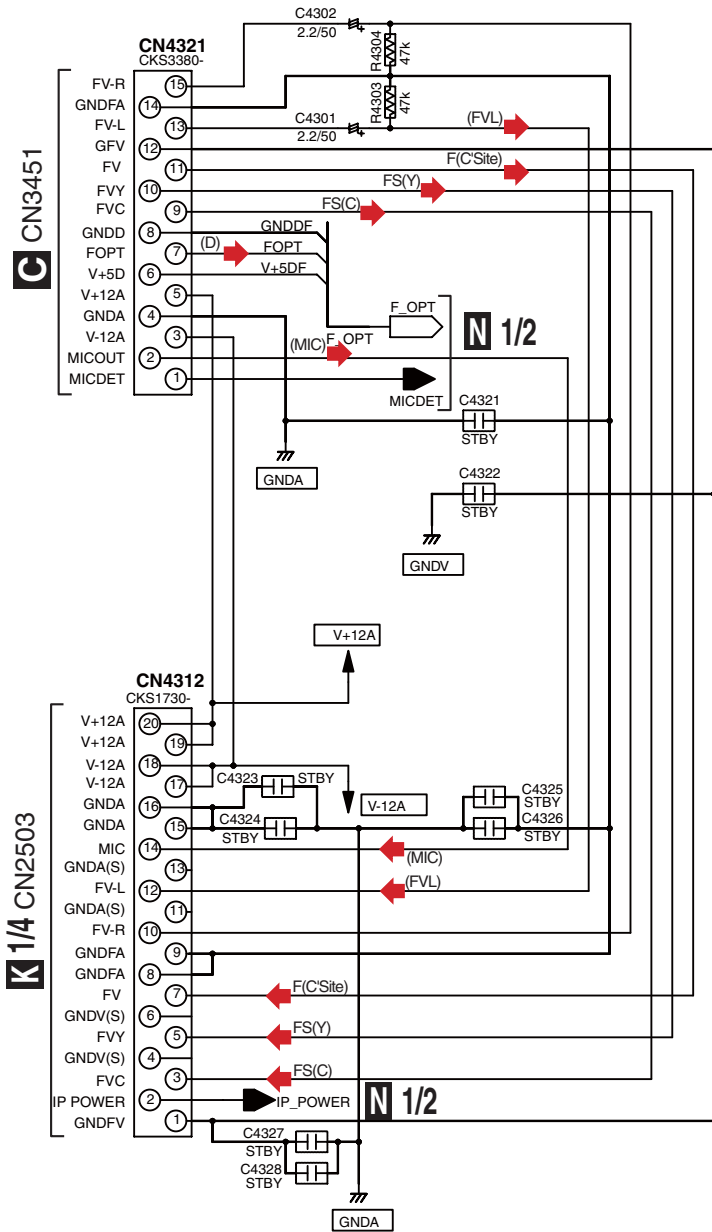 C4302
2.2/50
R4304
47k
CN4321
CKS3380-
FV-R 15
GNDFA 14
R4303
47k
FV-L 13
C4301
2.2/50
(FVL)
GFV 12
F(C'Site)
FV 11
FS(Y)
FVY 10
FS(C)
FVC 9
GNDD 8 GNDDF
FOPT 7 (D) FOPT
V+5D 6 V+5DF
V+12A 5
GNDA 4
V-12A 3
MICOUT 2 (MIC) F_OPT
MICDET 1
C CN3451
F_OPT
N 1/2
MICDET
C4321
STBY
GNDA
C4322
STBY
GNDV
V+12A
CN4312
CKS1730-
V+12A 20
V+12A 19
V-12A 18
V-12A 17
C4323 STBY
V-12A
C4325
STBY
GNDA 16
GNDA 15
C4324
STBY
C4326
STBY
MIC 14
(MIC)
GNDA(S) 13
FV-L 12
(FVL)
GNDA(S) 11
FV-R 10
GNDFA 9
GNDFA 8
FV 7 F(C'Site)
GNDV(S) 6
FVY 5 FS(Y)
GNDV(S) 4
FVC 3 FS(C)
IP POWER 2 IP_POWER
N 1/2
GNDFV 1
K 1/4 CN2503
C4327
STBY
C4328
STBY
GNDA